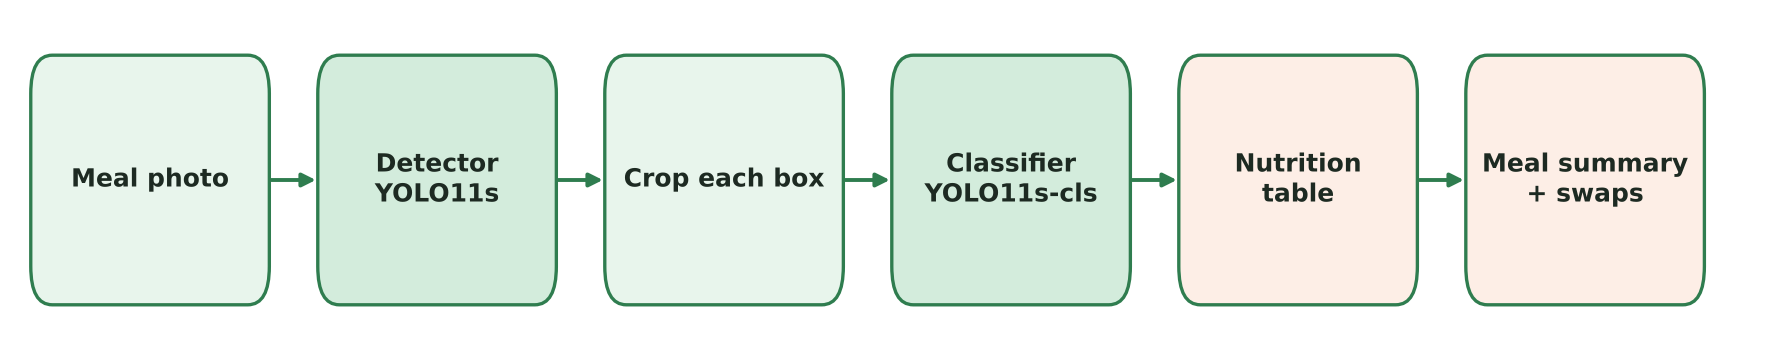 Meal photo
Detector
YOLO11s
Crop each box
Classifier
YOLO11s-cls
Nutrition
table
Meal summary
+ swaps